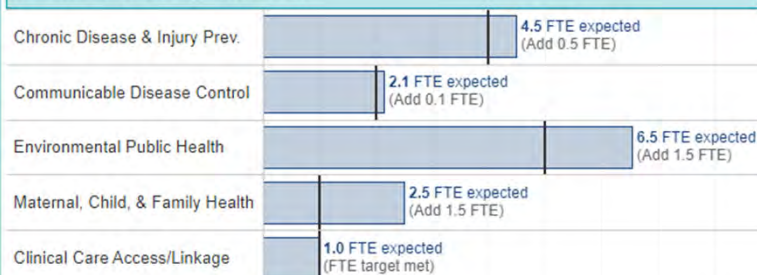 Chronic Disease & Injury Prev.
4.5 FTE expected
(Add 0.5 FTE)
Communicable Disease Control
2.1 FTE expected
(Add 0.1 FTE)
Environmental Public Health
6.5 FTE expected
(Add 1.5 FTE)
Maternal, Child, & Family Health
2.5 FTE expected
(Add 1.5 FTE)
Clinical Care Access/Linkage
1.0 FTE expected
(FTE target met)